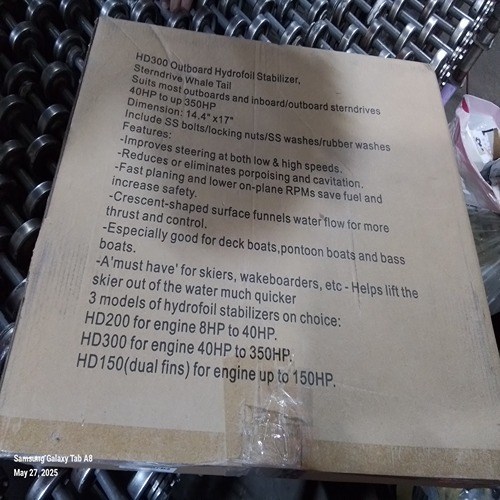 HD300 Outboard Hydrofoil Stabilizer,
Sterndrive Whale Tail
Suits most outboards and inboard/outboard sterndrives
40HP to up 350HP
Dimension: 14.4" x17"
Include SS bolts/locking nuts/SS washes/rubber washes
Features:
-Improves steering at both low & high speeds.
-Reduces or eliminates porpoising and cavitation.
-Fast planing and lower on-plane RPMs save fuel and
increase safety.
-Crescent-shaped surface funnels water flow for more
thrust and control.
-Especially good for deck boats,pontoon boats and bass
boats.
-A'must have' for skiers, wakeboarders, etc - Helps lift the
skier out of the water much quicker
3 models of hydrofoil stabilizers on choice:
HD200 for engine 8HP to 40HP.
HD300 for engine 40HP to 350HP.
HD150(dual fins) for engine up to 150HP.
Samsung Galaxy Tab A8
May 27, 2025